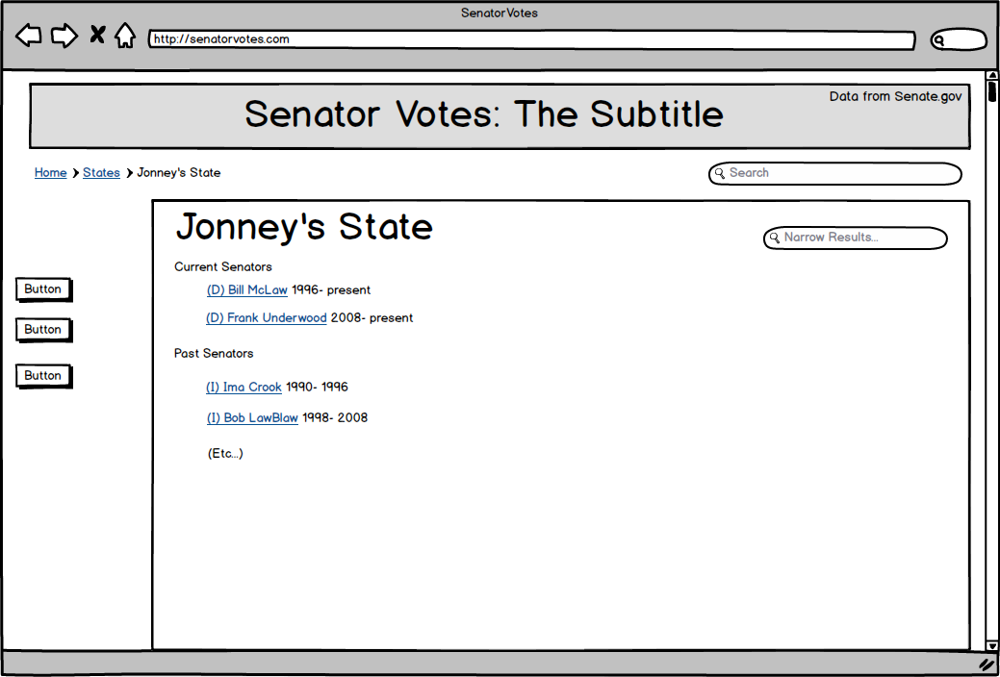 SenatorVotes
http://senatorvotes.com
Data from Senate.gov
Senator Votes: The Subtitle
Home States Jonney's State
Search
Jonney's State
Narrow Results...
Current Senators
(D) Bill McLaw 1996- present
Button
(D) Frank Underwood 2008- present
Button
Past Senators
Button
(I) Ima Crook 1990- 1996
(I) Bob LawBlaw 1998- 2008
(Etc...)